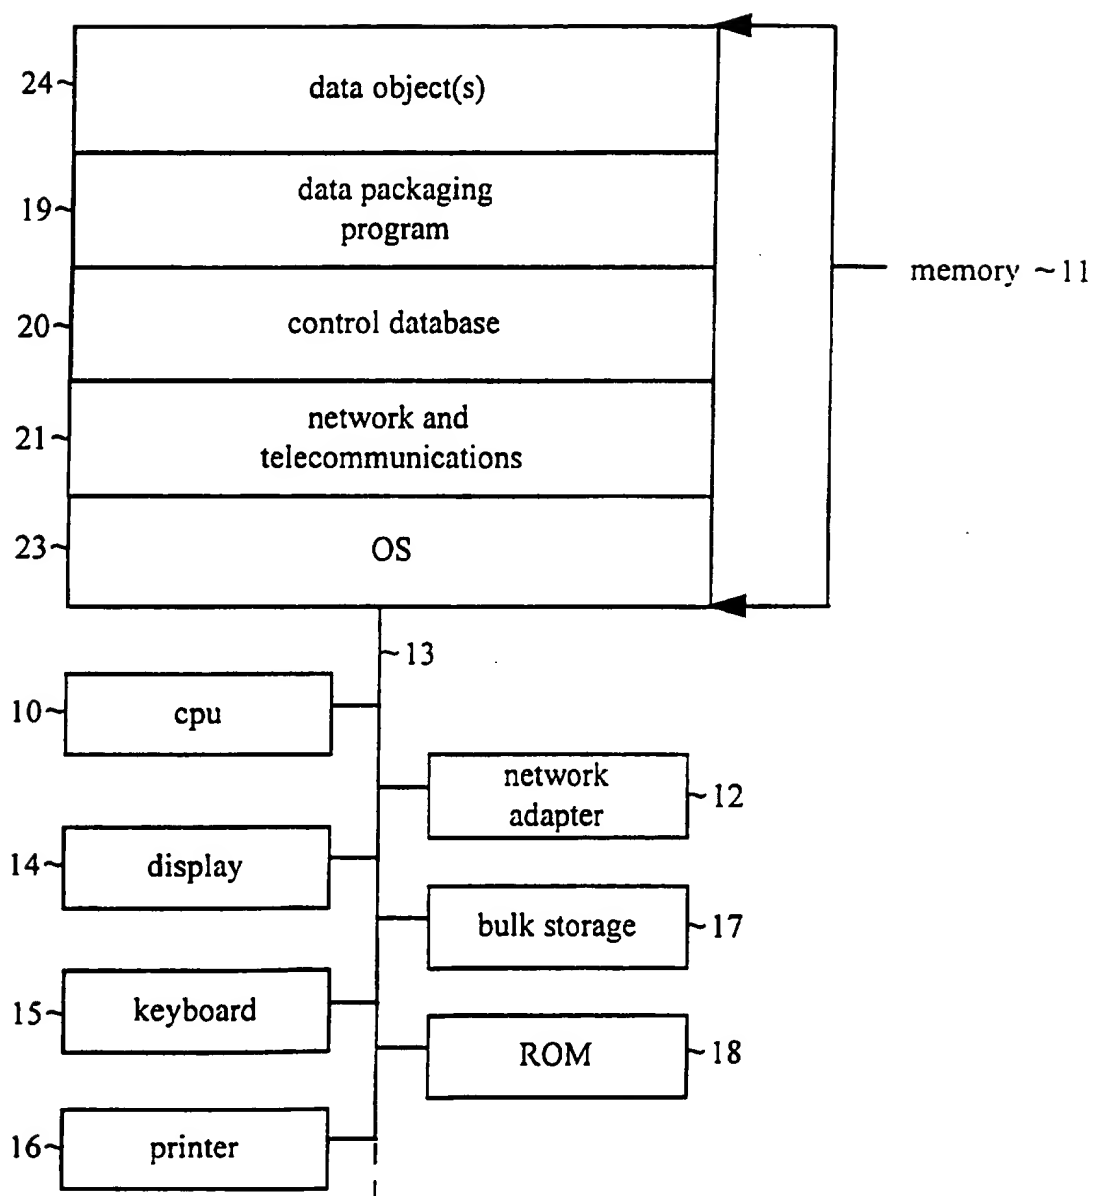 24~ data object(s)
19~ data packaging
program
memory ~11
20~ control database
21~ network and
telecommunications
23~ OS
~13
10~ cpu
network
adapter ~12
14~ display
bulk storage ~17
15~ keyboard
ROM ~18
16~ printer